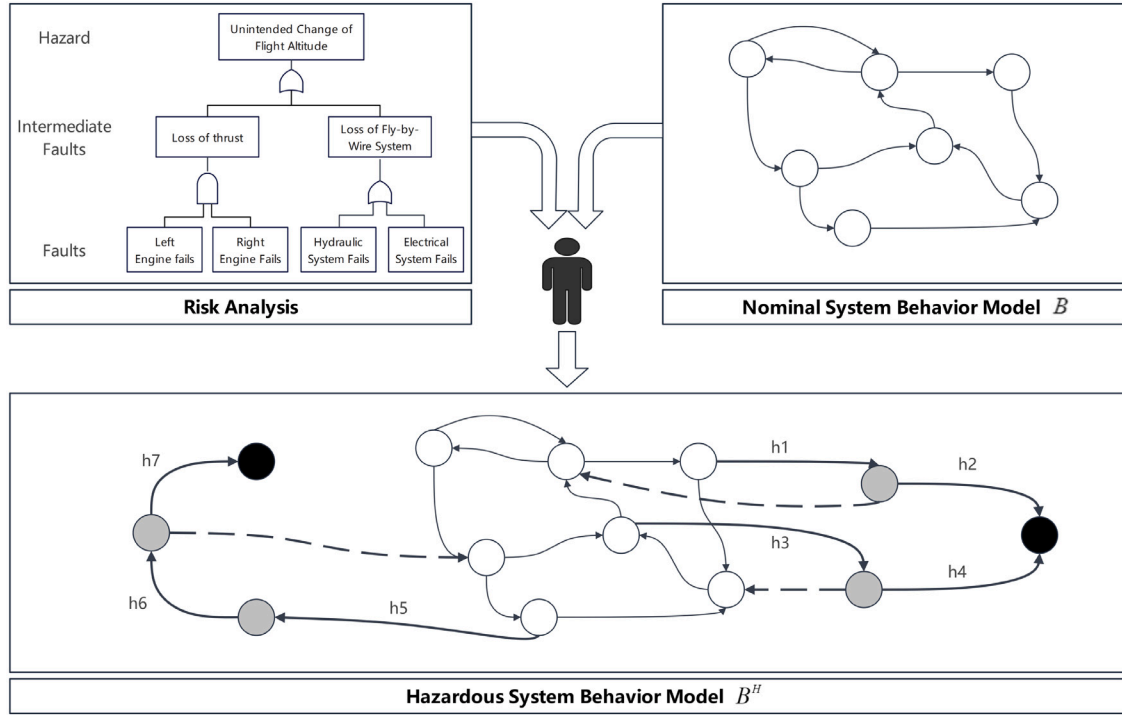 Hazard
Unintended Change of
Flight Altitude
Intermediate
Faults
Loss of thrust
Loss of Fly-by-
Wire System
Faults
Left
Engine fails
Right
Engine Fails
Hydraulic
System Fails
Electrical
System Fails
Risk Analysis
Nominal System Behavior Model B
h7
h1
h2
h3
h4
h6
h5
Hazardous System Behavior Model B^H